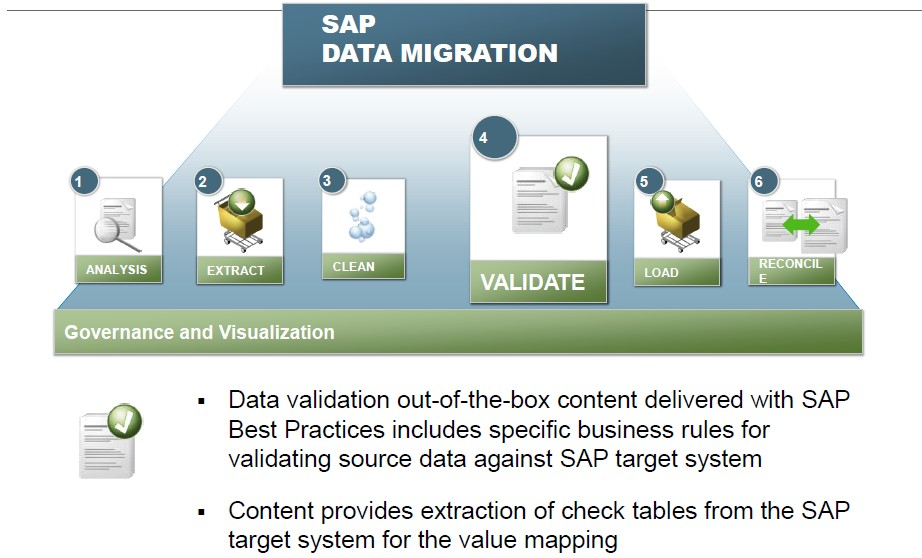 SAP
DATA MIGRATION
1
ANALYSIS
2
EXTRACT
3
CLEAN
4
VALIDATE
5
LOAD
6
RECONCIL
E
Governance and Visualization
▪ Data validation out-of-the-box content delivered with SAP
Best Practices includes specific business rules for
validating source data against SAP target system
▪ Content provides extraction of check tables from the SAP
target system for the value mapping